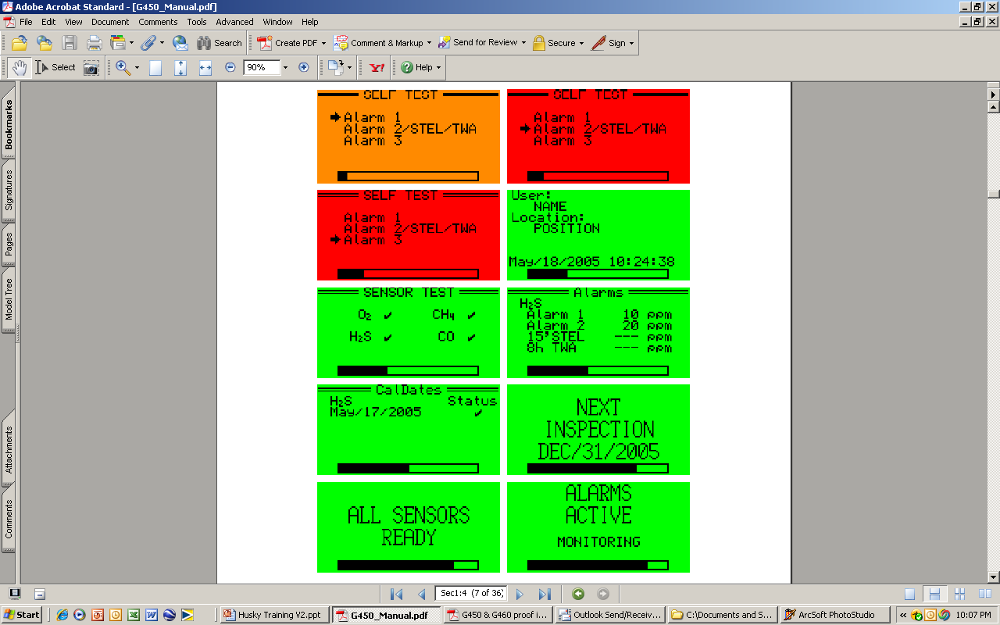 Adobe Acrobat Standard - [G450_Manual.pdf]
File Edit View Document Comments Tools Advanced Window Help
Search Create PDF Comment & Markup Send for Review Secure Sign
Select 90% Y! Help
Bookmarks
Signatures
Pages
Model Tree
Attachments
Comments
SELF TEST
Alarm 1
Alarm 2/STEL/TWA
Alarm 3
SELF TEST
Alarm 1
Alarm 2/STEL/TWA
Alarm 3
SELF TEST
Alarm 1
Alarm 2/STEL/TWA
Alarm 3
User:
NAME
Location:
POSITION
May/18/2005 10:24:38
SENSOR TEST
O₂ ✔ CH₄ ✔
H₂S ✔ CO ✔
Alarms
H₂S
Alarm 1 10 ppm
Alarm 2 20 ppm
15'STEL --- ppm
8h TWA --- ppm
CalDates
H₂S Status
May/17/2005 ✔
NEXT
INSPECTION
DEC/31/2005
ALL SENSORS
READY
ALARMS
ACTIVE
MONITORING
Sec1:4 (7 of 36)
Start Husky Training V2.ppt G450_Manual.pdf G450 & G460 proof i... Outlook Send/Receiv... C:\Documents and S... ArcSoft PhotoStudio « 10:07 PM